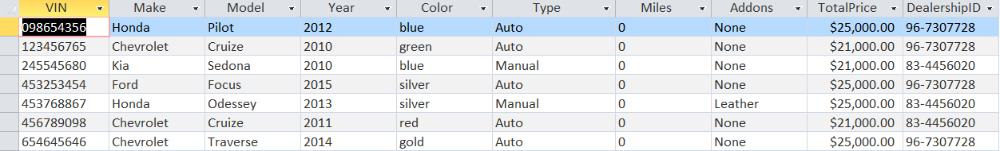 VIN Make Model Year Color Type Miles Addons TotalPrice DealershipID
098654356 Honda Pilot 2012 blue Auto 0 None $25,000.00 96-7307728
123456765 Chevrolet Cruize 2010 green Auto 0 None $21,000.00 96-7307728
245545680 Kia Sedona 2010 blue Manual 0 None $21,000.00 83-4456020
453253454 Ford Focus 2015 silver Auto 0 None $25,000.00 96-7307728
453768867 Honda Odessey 2013 silver Manual 0 Leather $25,000.00 83-4456020
456789098 Chevrolet Cruize 2011 red Auto 0 None $21,000.00 83-4456020
654645646 Chevrolet Traverse 2014 gold Auto 0 None $25,000.00 96-7307728